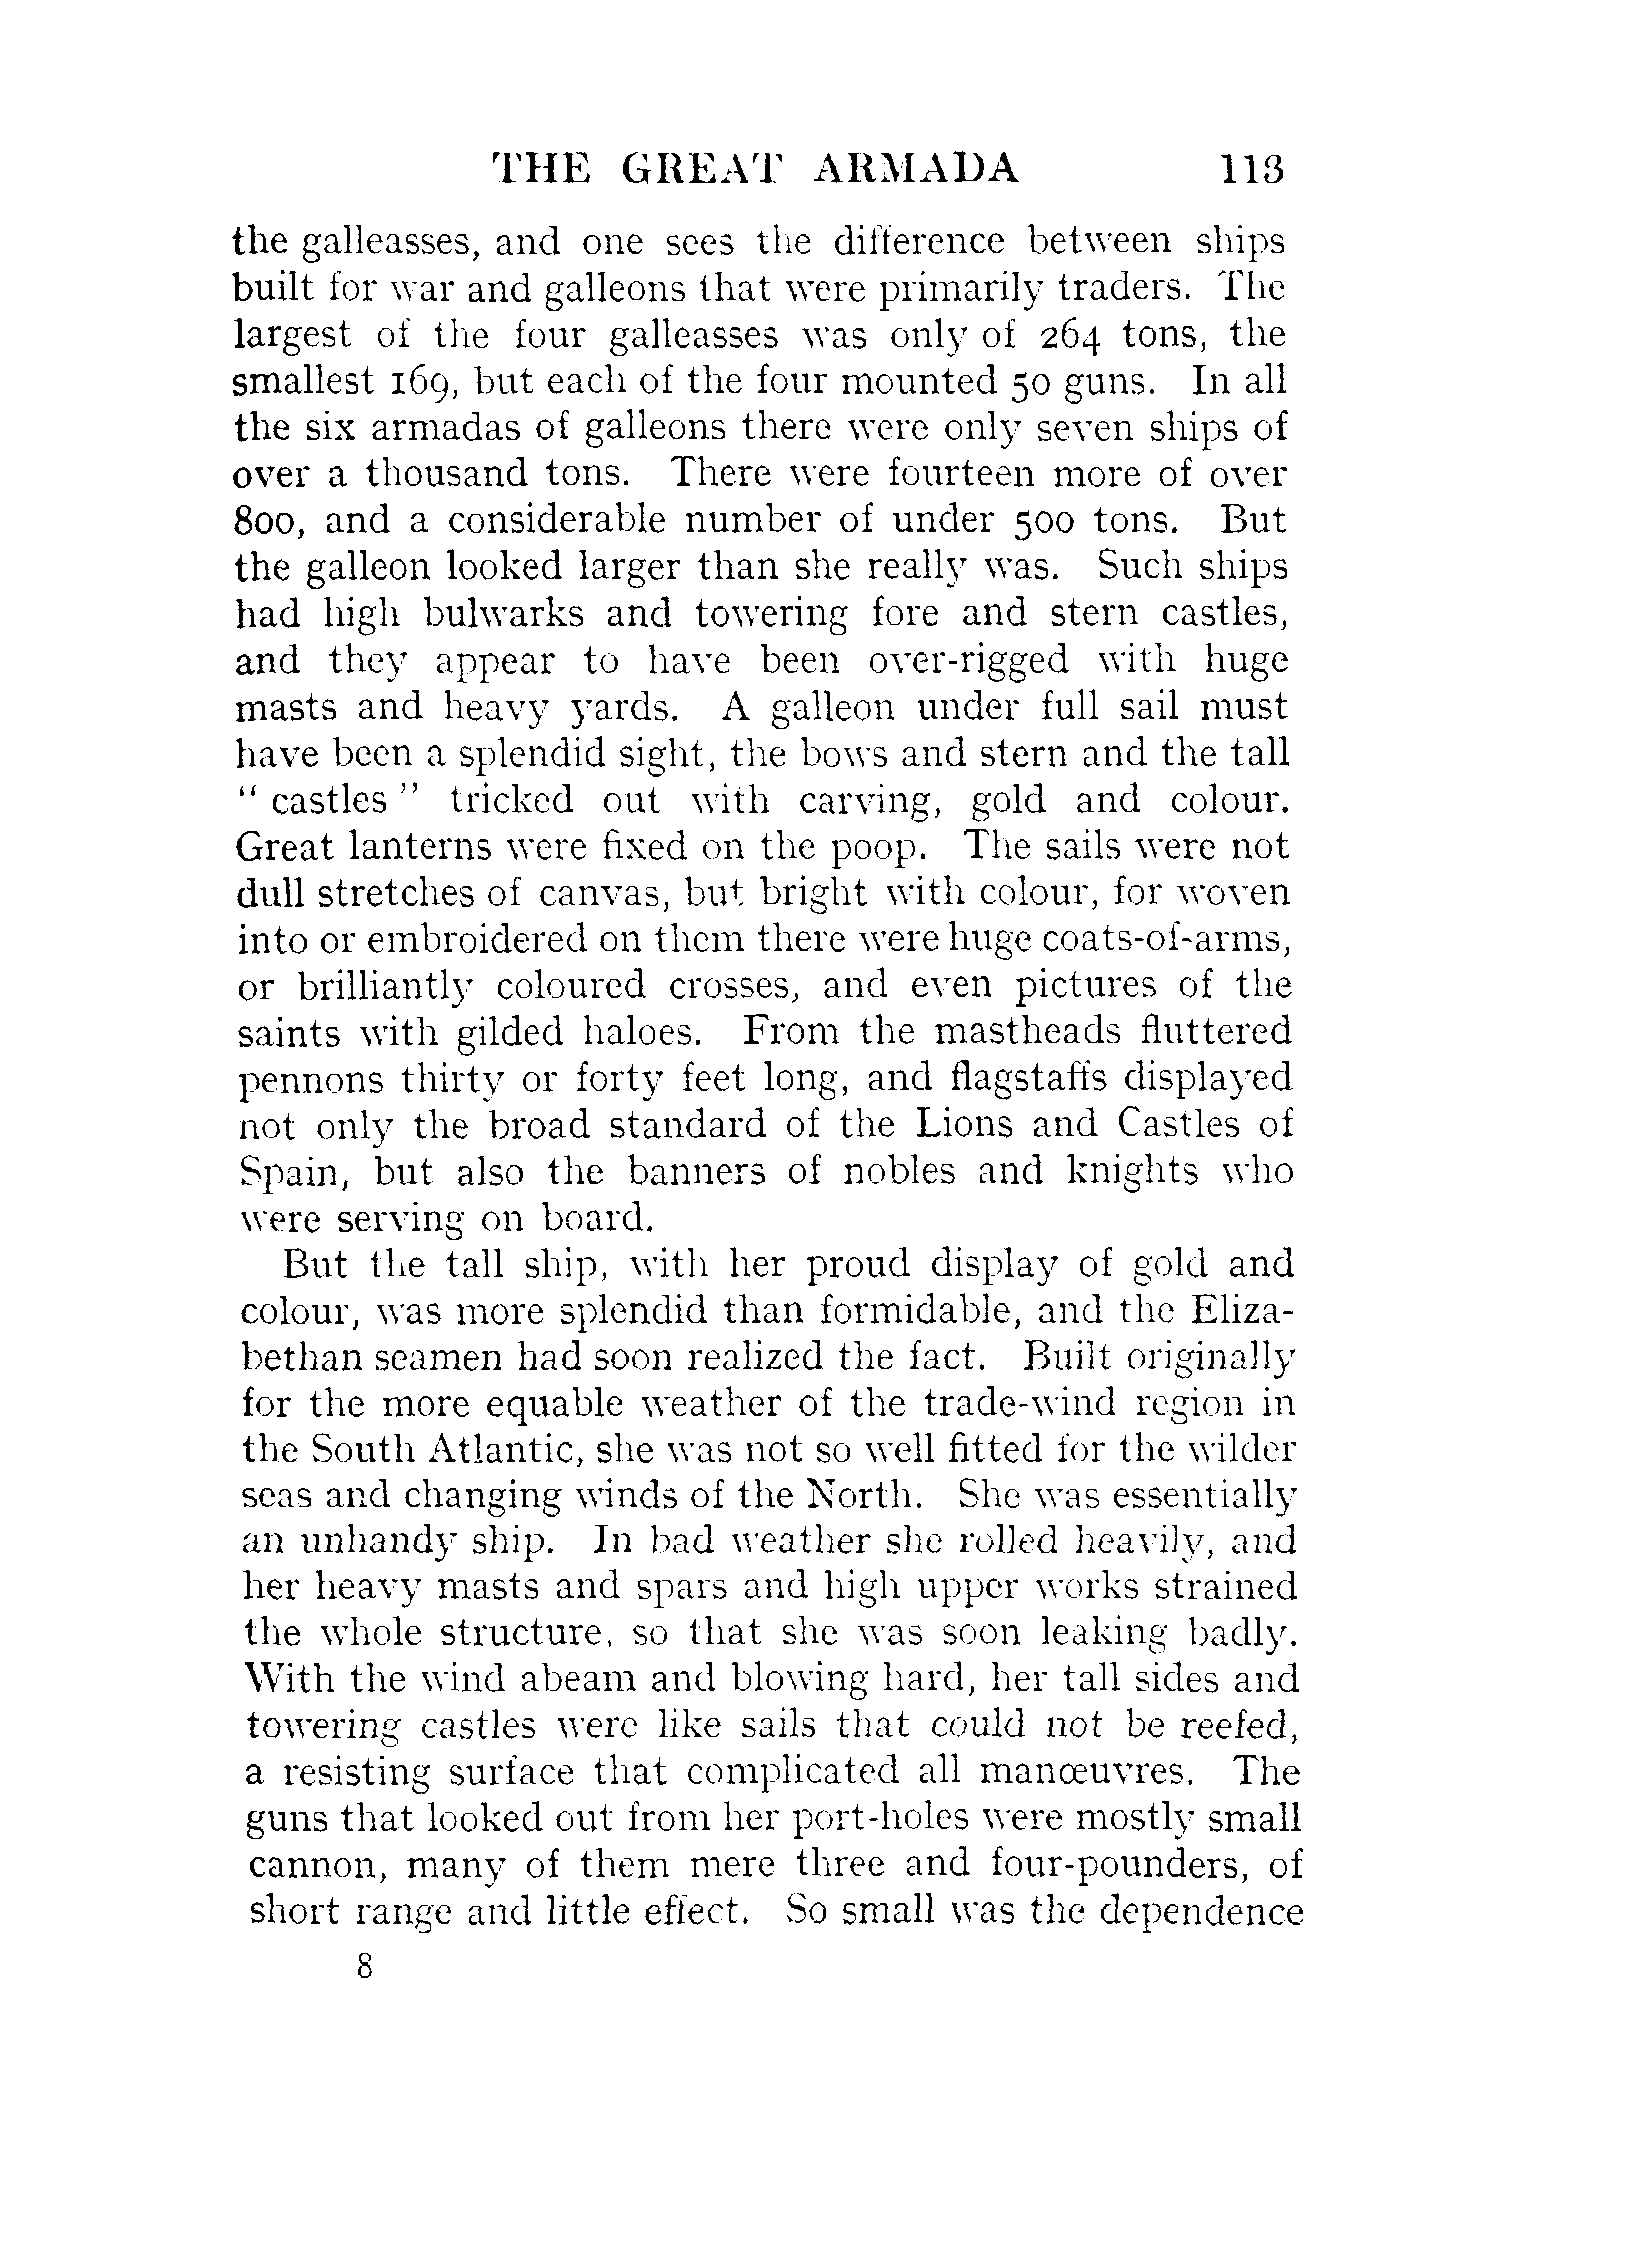 THE GREAT ARMADA 113
the galleasses, and one sees the difference between ships
built for war and galleons that were primarily traders. The
largest of the four galleasses was only of 264 tons, the
smallest 169, but each of the four mounted 50 guns. In all
the six armadas of galleons there were only seven ships of
over a thousand tons. There were fourteen more of over
800, and a considerable number of under 500 tons. But
the galleon looked larger than she really was. Such ships
had high bulwarks and towering fore and stern castles,
and they appear to have been over-rigged with huge
masts and heavy yards. A galleon under full sail must
have been a splendid sight, the bows and stern and the tall
" castles " tricked out with carving, gold and colour.
Great lanterns were fixed on the poop. The sails were not
dull stretches of canvas, but bright with colour, for woven
into or embroidered on them there were huge coats-of-arms,
or brilliantly coloured crosses, and even pictures of the
saints with gilded haloes. From the mastheads fluttered
pennons thirty or forty feet long, and flagstaffs displayed
not only the broad standard of the Lions and Castles of
Spain, but also the banners of nobles and knights who
were serving on board.
But the tall ship, with her proud display of gold and
colour, was more splendid than formidable, and the Eliza-
bethan seamen had soon realized the fact. Built originally
for the more equable weather of the trade-wind region in
the South Atlantic, she was not so well fitted for the wilder
seas and changing winds of the North. She was essentially
an unhandy ship. In bad weather she rolled heavily, and
her heavy masts and spars and high upper works strained
the whole structure, so that she was soon leaking badly.
With the wind abeam and blowing hard, her tall sides and
towering castles were like sails that could not be reefed,
a resisting surface that complicated all manœuvres. The
guns that looked out from her port-holes were mostly small
cannon, many of them mere three and four-pounders, of
short range and little effect. So small was the dependence
8